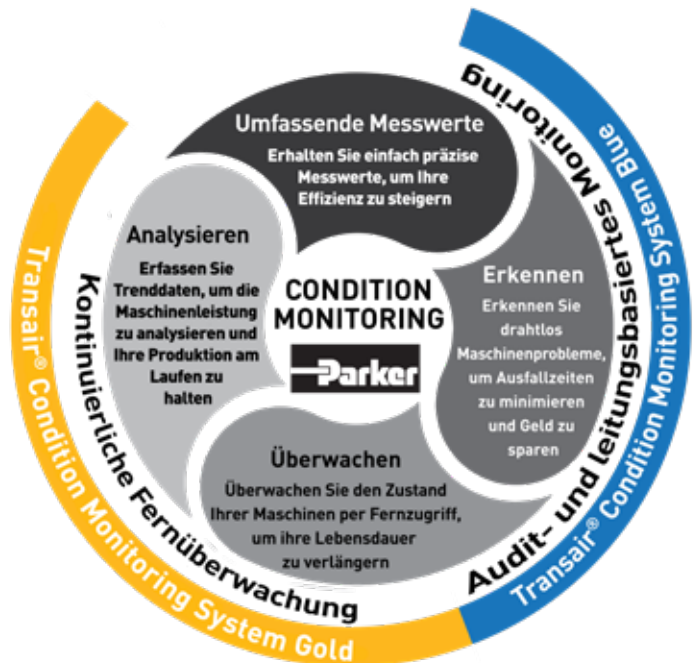 Umfassende Messwerte
Erhalten Sie einfach präzise
Messwerte, um Ihre
Effizienz zu steigern
Erkennen
Erkennen Sie
drahtlos
Maschinenprobleme,
um Ausfallzeiten
zu minimieren
und Geld zu
sparen
Überwachen
Überwachen Sie den Zustand
Ihrer Maschinen per Fernzugriff,
um ihre Lebensdauer
zu verlängern
Analysieren
Erfassen Sie
Trenddaten, um die
Maschinenleistung
zu analysieren und
Ihre Produktion am
Laufen zu
halten
CONDITION
MONITORING
Parker
Audit- und leitungsbasiertes Monitoring
Transair® Condition Monitoring System Blue
Kontinuierliche Fernüberwachung
Transair® Condition Monitoring System Gold